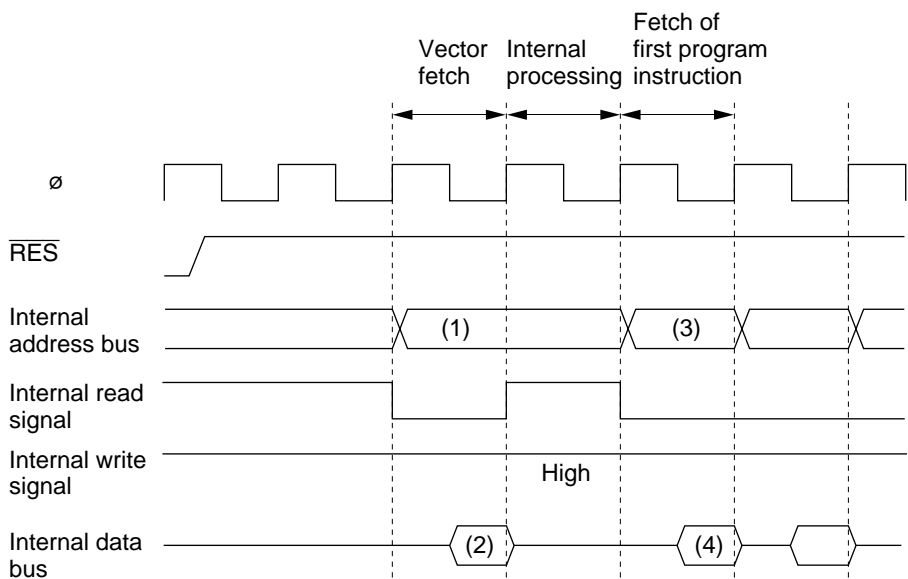 Vector
fetch
Internal
processing
Fetch of
first program
instruction
ø
RES
Internal
address bus
(1)
(3)
Internal read
signal
Internal write
signal
High
Internal data
bus
(2)
(4)